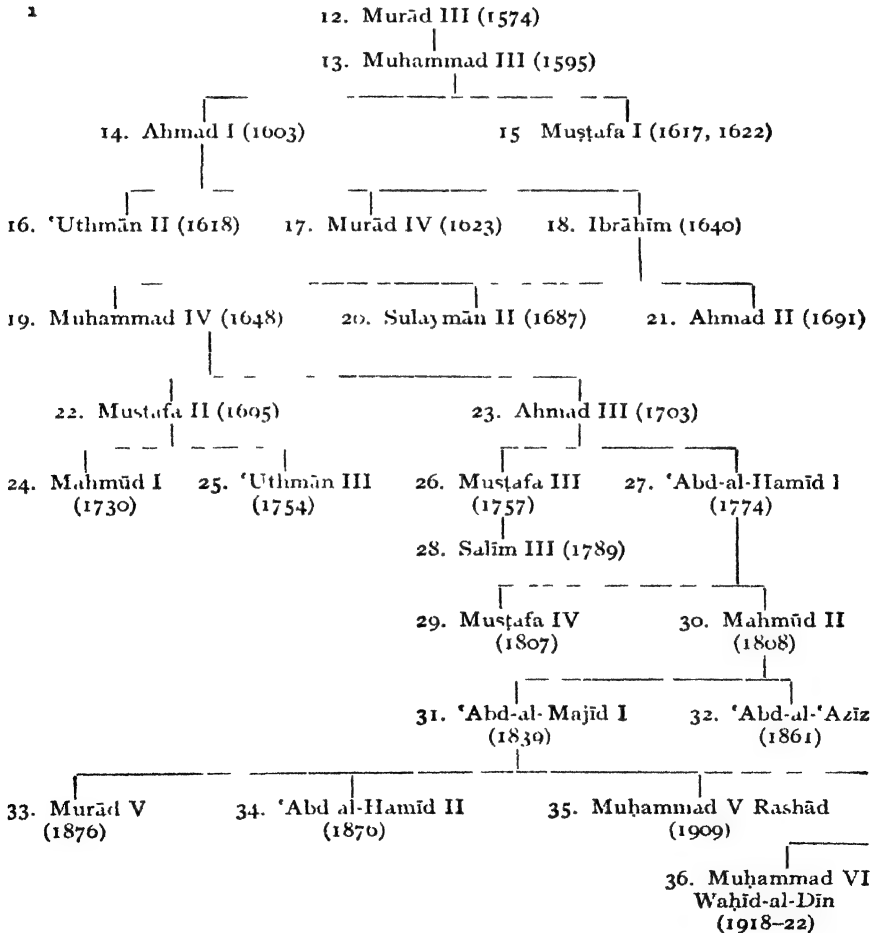 1
12. Murād III (1574)
13. Muhammad III (1595)
14. Ahmad I (1603) 15 Muṣṭafa I (1617, 1622)
16. ‘Uthmān II (1618) 17. Murād IV (1623) 18. Ibrāhīm (1640)
19. Muhammad IV (1648) 20. Sulaymān II (1687) 21. Ahmad II (1691)
22. Mustafa II (1695) 23. Ahmad III (1703)
24. Mahmūd I 25. ‘Uthmān III 26. Muṣṭafa III 27. ‘Abd-al-Hamīd I
(1730) (1754) (1757) (1774)
28. Salīm III (1789)
29. Muṣṭafa IV 30. Mahmūd II
(1807) (1808)
31. ‘Abd-al-Majīd I 32. ‘Abd-al-‘Azīz
(1839) (1861)
33. Murād V 34. ‘Abd al-Hamīd II 35. Muḥammad V Rashād
(1876) (1876) (1909)
36. Muḥammad VI
Waḥīd-al-Dīn
(1918–22)